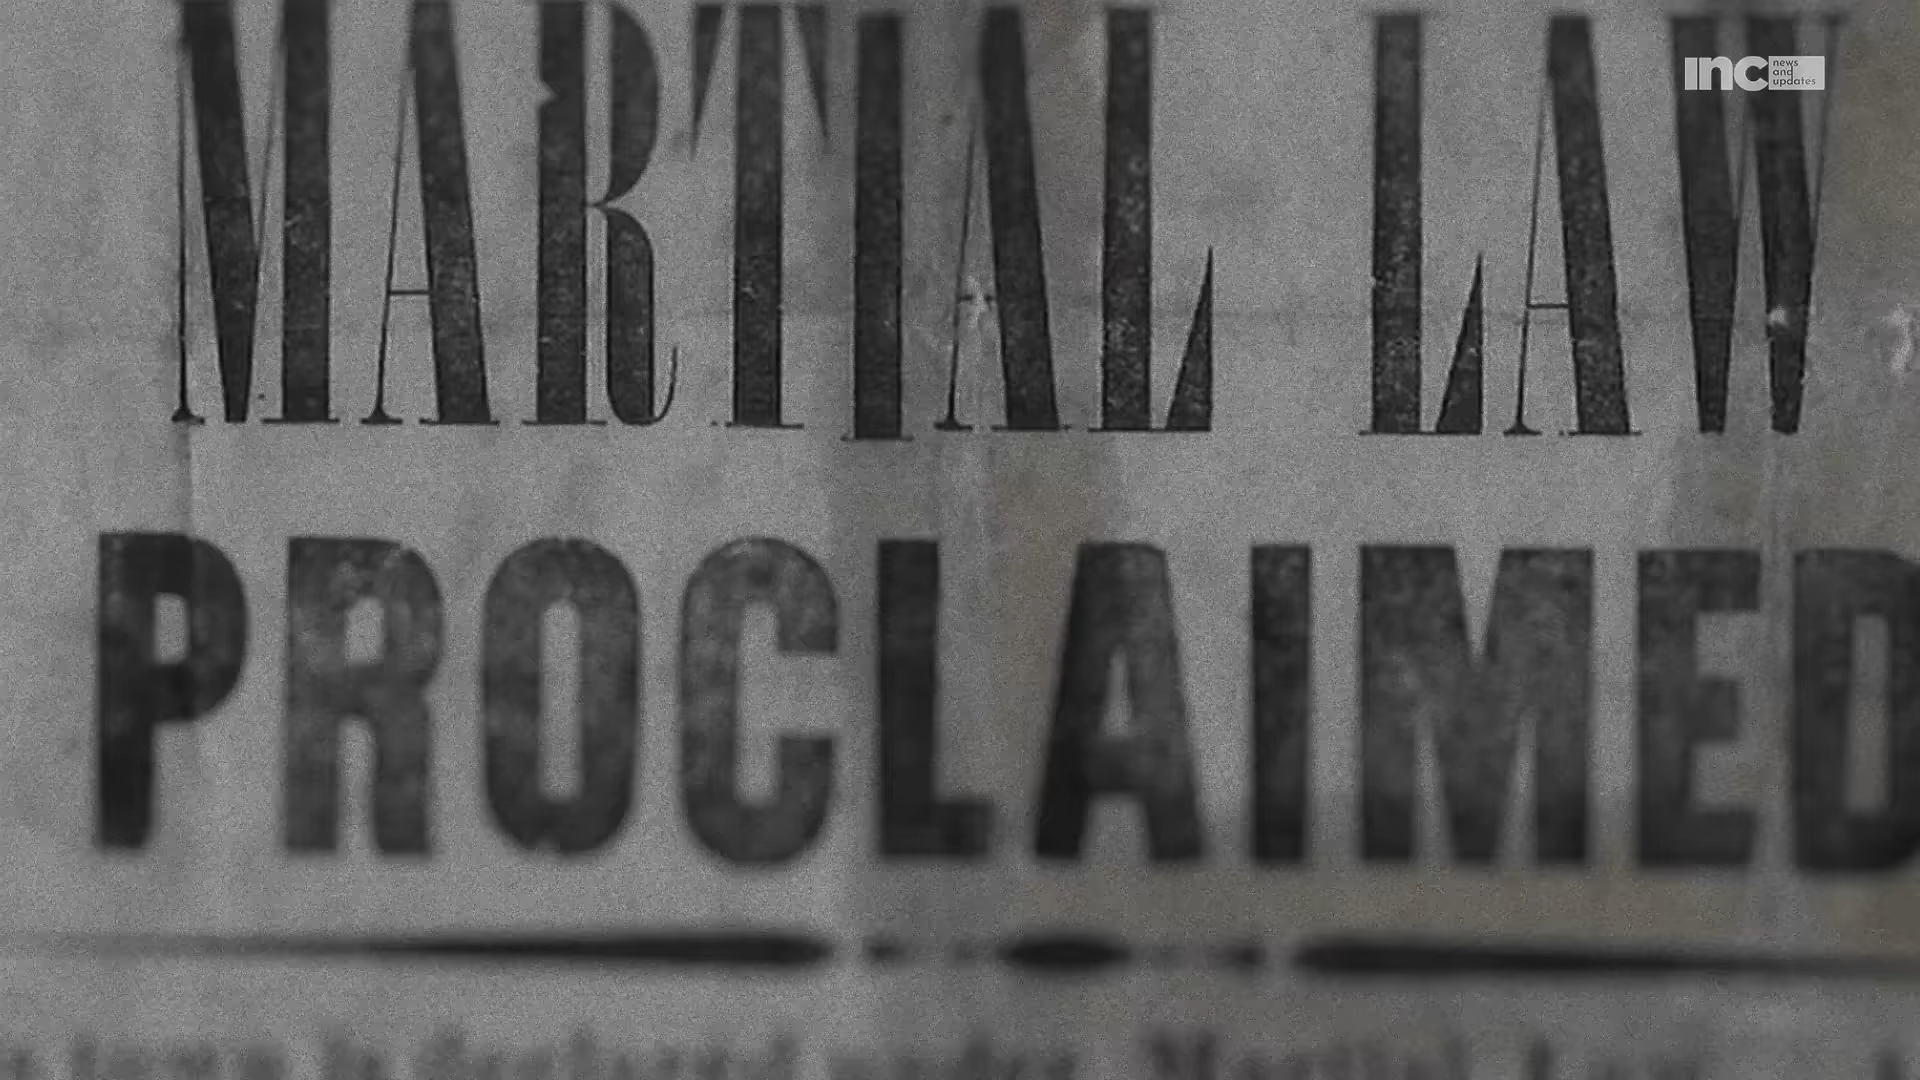 MARTIAL LAW
inc news
and
updates
PROCLAIMED